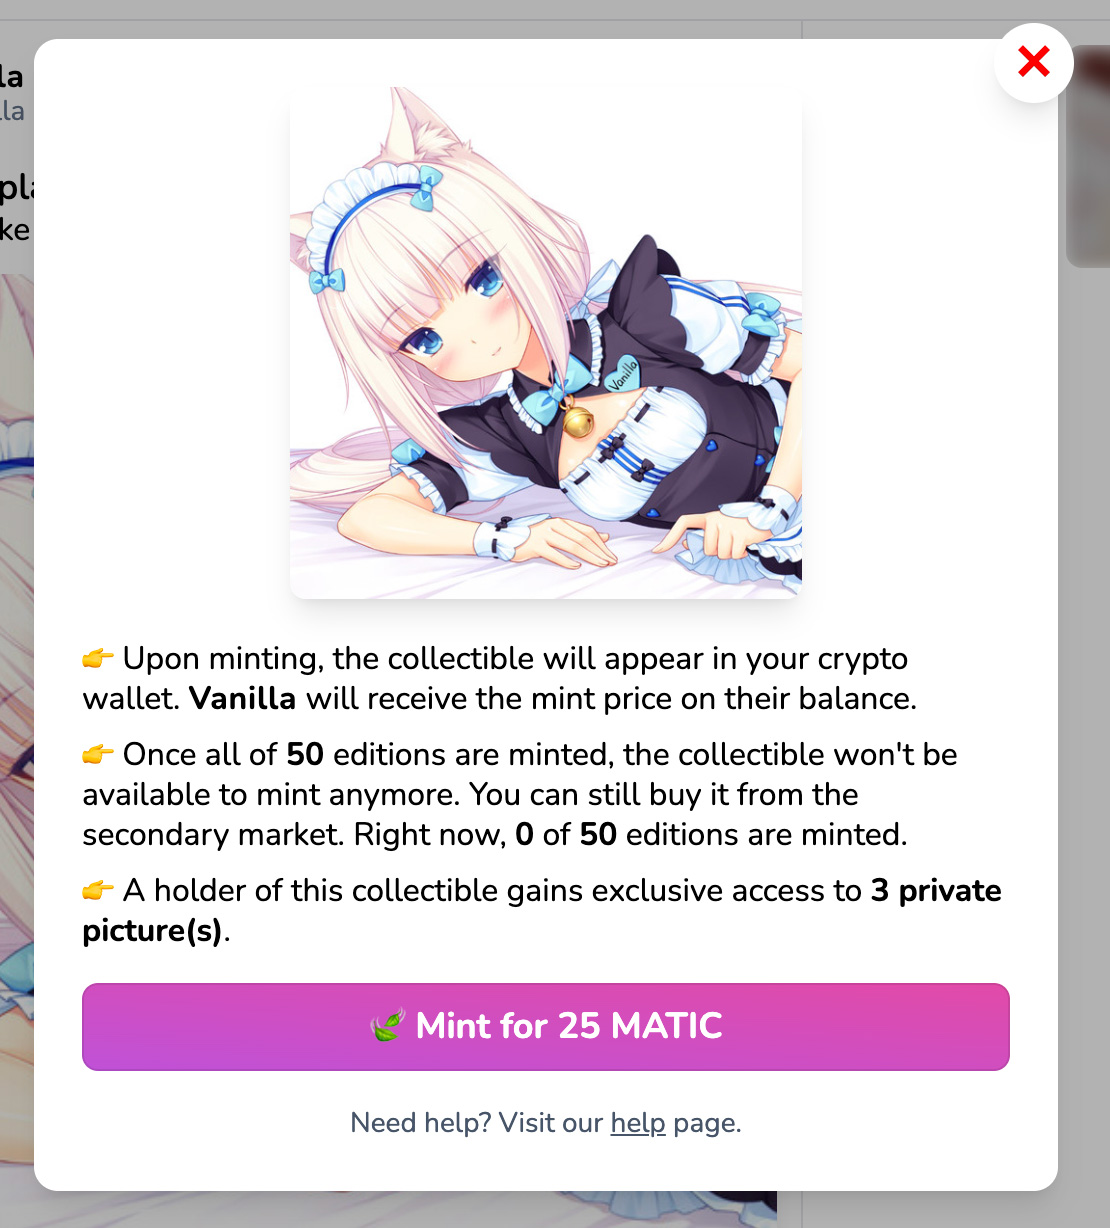 la
la
pla
ke
Vanilla
👉 Upon minting, the collectible will appear in your crypto
wallet. Vanilla will receive the mint price on their balance.
👉 Once all of 50 editions are minted, the collectible won't be
available to mint anymore. You can still buy it from the
secondary market. Right now, 0 of 50 editions are minted.
👉 A holder of this collectible gains exclusive access to 3 private
picture(s).
🍃 Mint for 25 MATIC
Need help? Visit our help page.